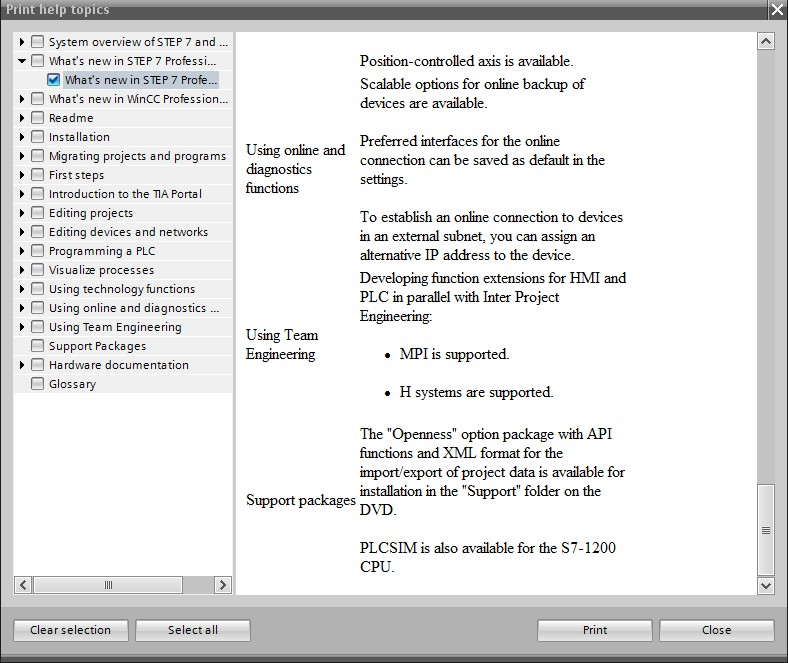 Print help topics
System overview of STEP 7 and ...
What's new in STEP 7 Professi...
What's new in STEP 7 Profe...
What's new in WinCC Profession...
Readme
Installation
Migrating projects and programs
First steps
Introduction to the TIA Portal
Editing projects
Editing devices and networks
Programming a PLC
Visualize processes
Using technology functions
Using online and diagnostics ...
Using Team Engineering
Support Packages
Hardware documentation
Glossary
Position-controlled axis is available.
Scalable options for online backup of
devices are available.
Using online and
diagnostics
functions
Preferred interfaces for the online
connection can be saved as default in the
settings.
To establish an online connection to devices
in an external subnet, you can assign an
alternative IP address to the device.
Using Team
Engineering
Developing function extensions for HMI and
PLC in parallel with Inter Project
Engineering:
• MPI is supported.
• H systems are supported.
Support packages
The "Openness" option package with API
functions and XML format for the
import/export of project data is available for
installation in the "Support" folder on the
DVD.
PLCSIM is also available for the S7-1200
CPU.
Clear selection
Select all
Print
Close